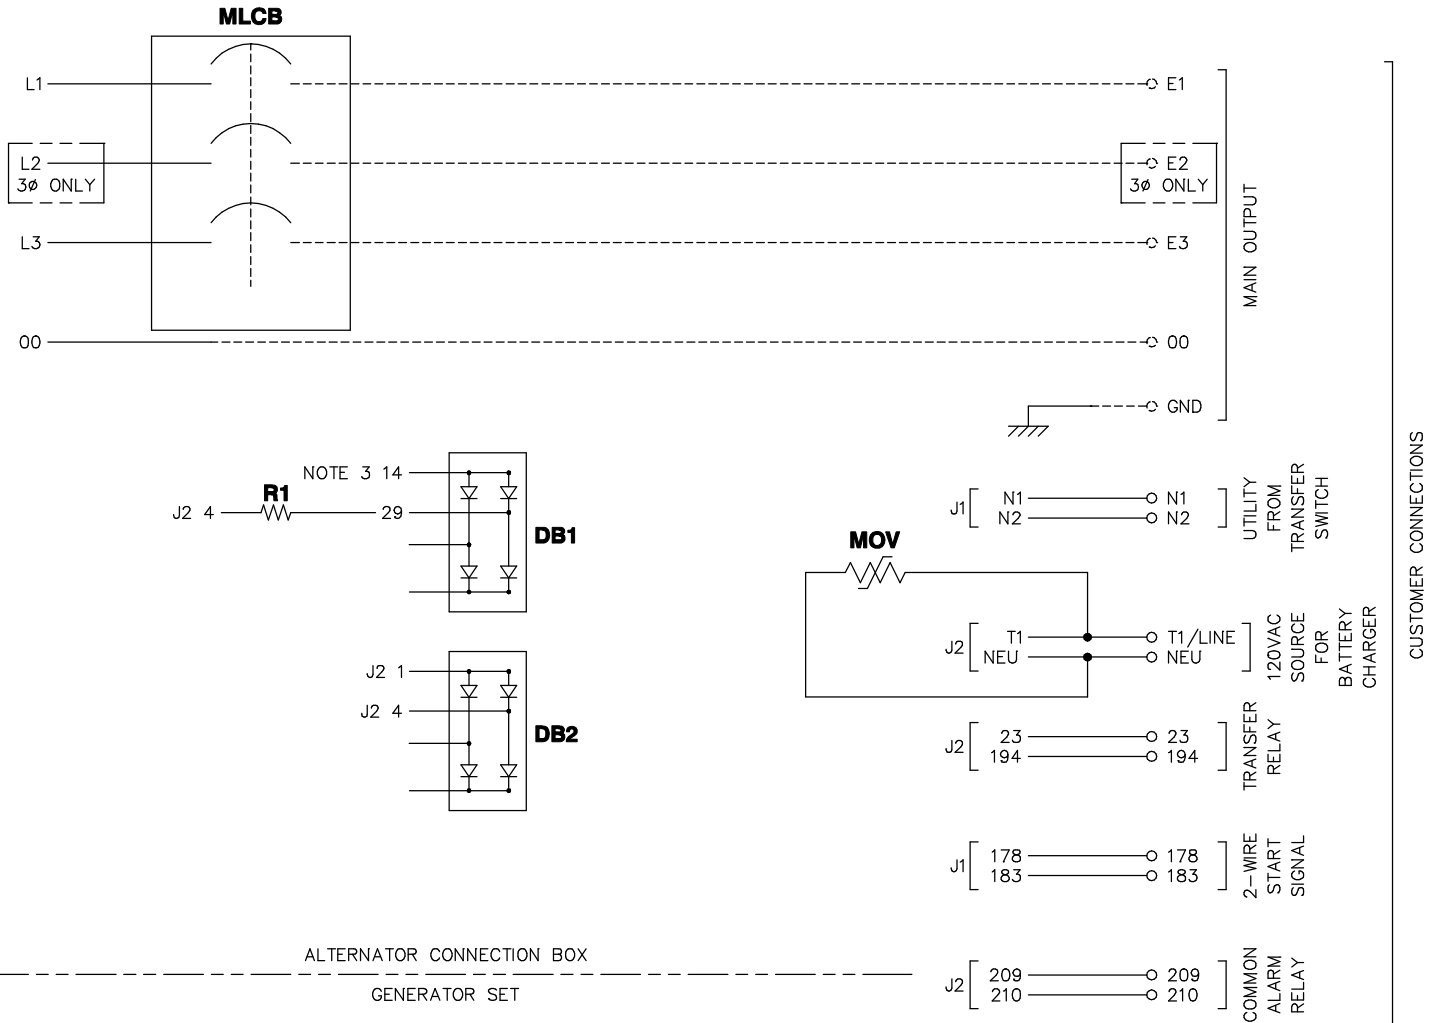 MLCB
L1
E1
L2
3ø ONLY
E2
3ø ONLY
L3
E3
00
00
GND
MAIN OUTPUT
CUSTOMER CONNECTIONS
NOTE 3 14
J2 4
R1
29
DB1
J2 1
J2 4
DB2
J1
N1
N2
N1
N2
UTILITY
FROM
TRANSFER
SWITCH
MOV
J2
T1
NEU
T1/LINE
NEU
120VAC
SOURCE
FOR
BATTERY
CHARGER
J2
23
194
23
194
TRANSFER
RELAY
J1
178
183
178
183
2-WIRE
START
SIGNAL
ALTERNATOR CONNECTION BOX
GENERATOR SET
J2
209
210
209
210
COMMON
ALARM
RELAY